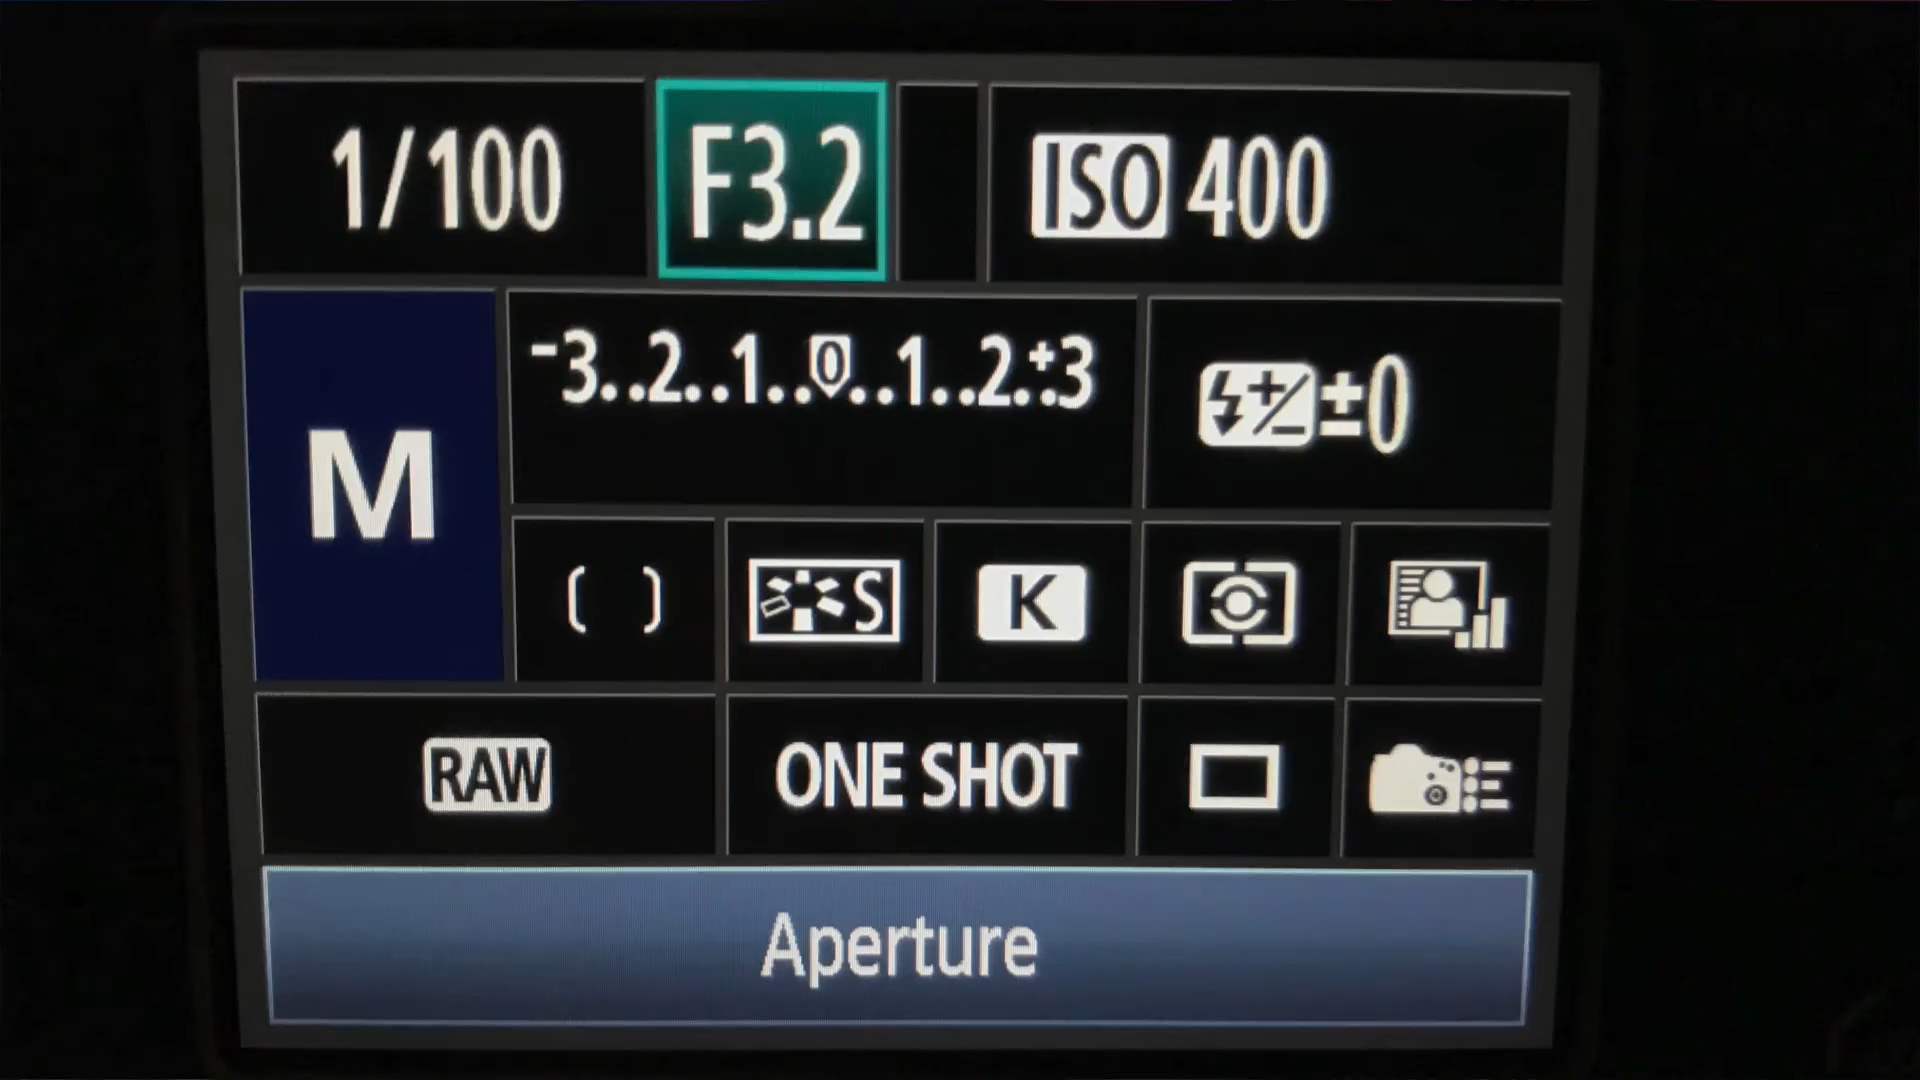 1/100 F3.2 ISO 400
M
-3..2..1..0..1..2..+3
±0
S K
RAW ONE SHOT
Aperture